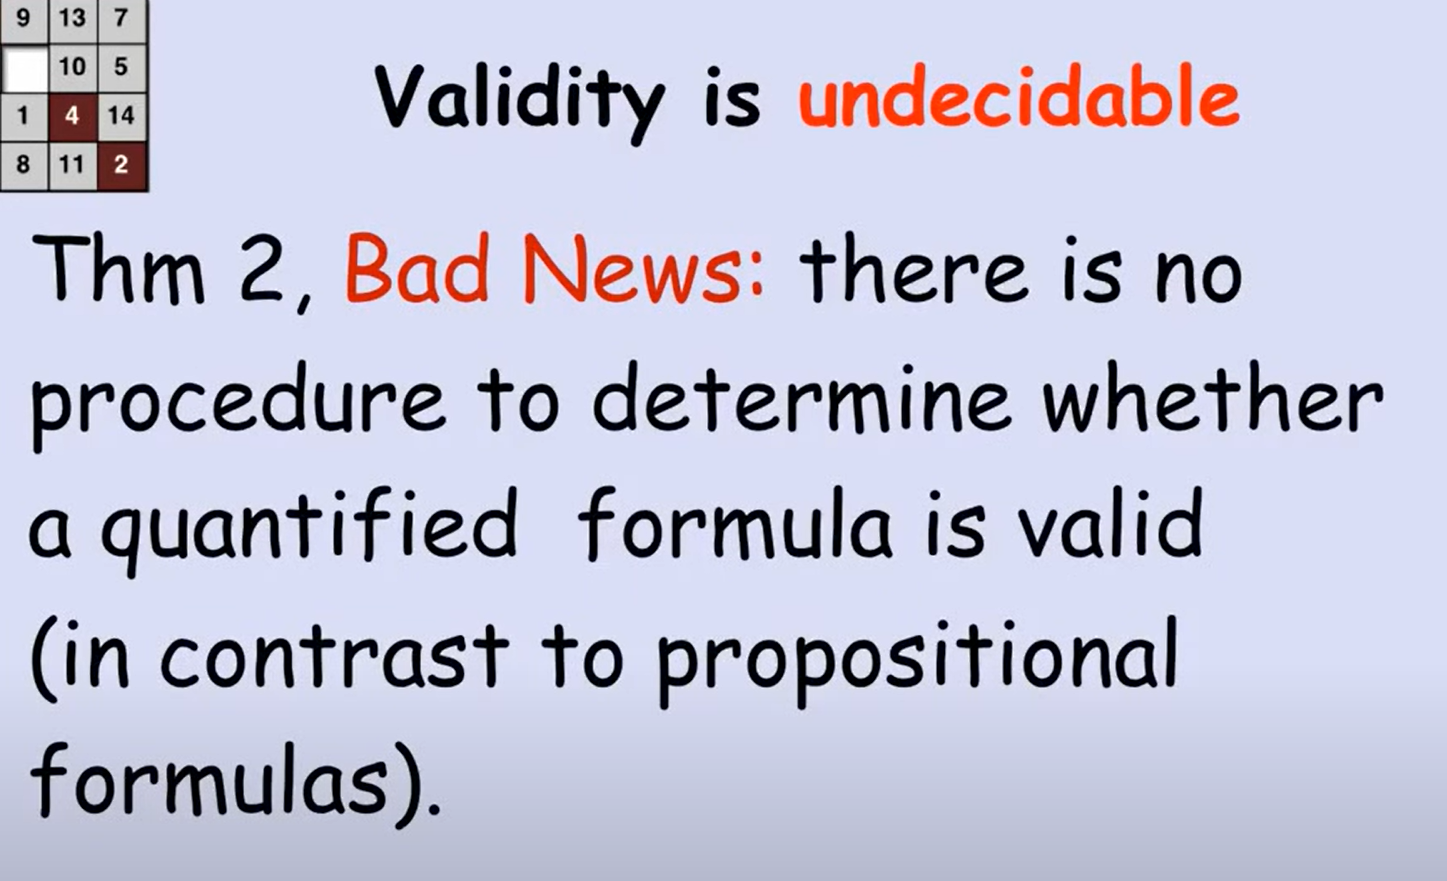 9 13 7
10 5
1 4 14
8 11 2
Validity is undecidable
Thm 2, Bad News: there is no
procedure to determine whether
a quantified formula is valid
(in contrast to propositional
formulas).